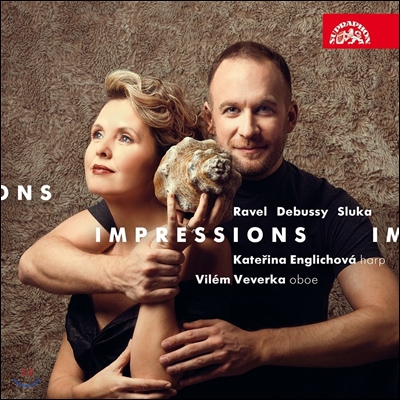 SUPRAPHON
ONS
Ravel Debussy Sluka
IMPRESSIONS
IM
Kateřina Englichová harp
Vilém Veverka oboe